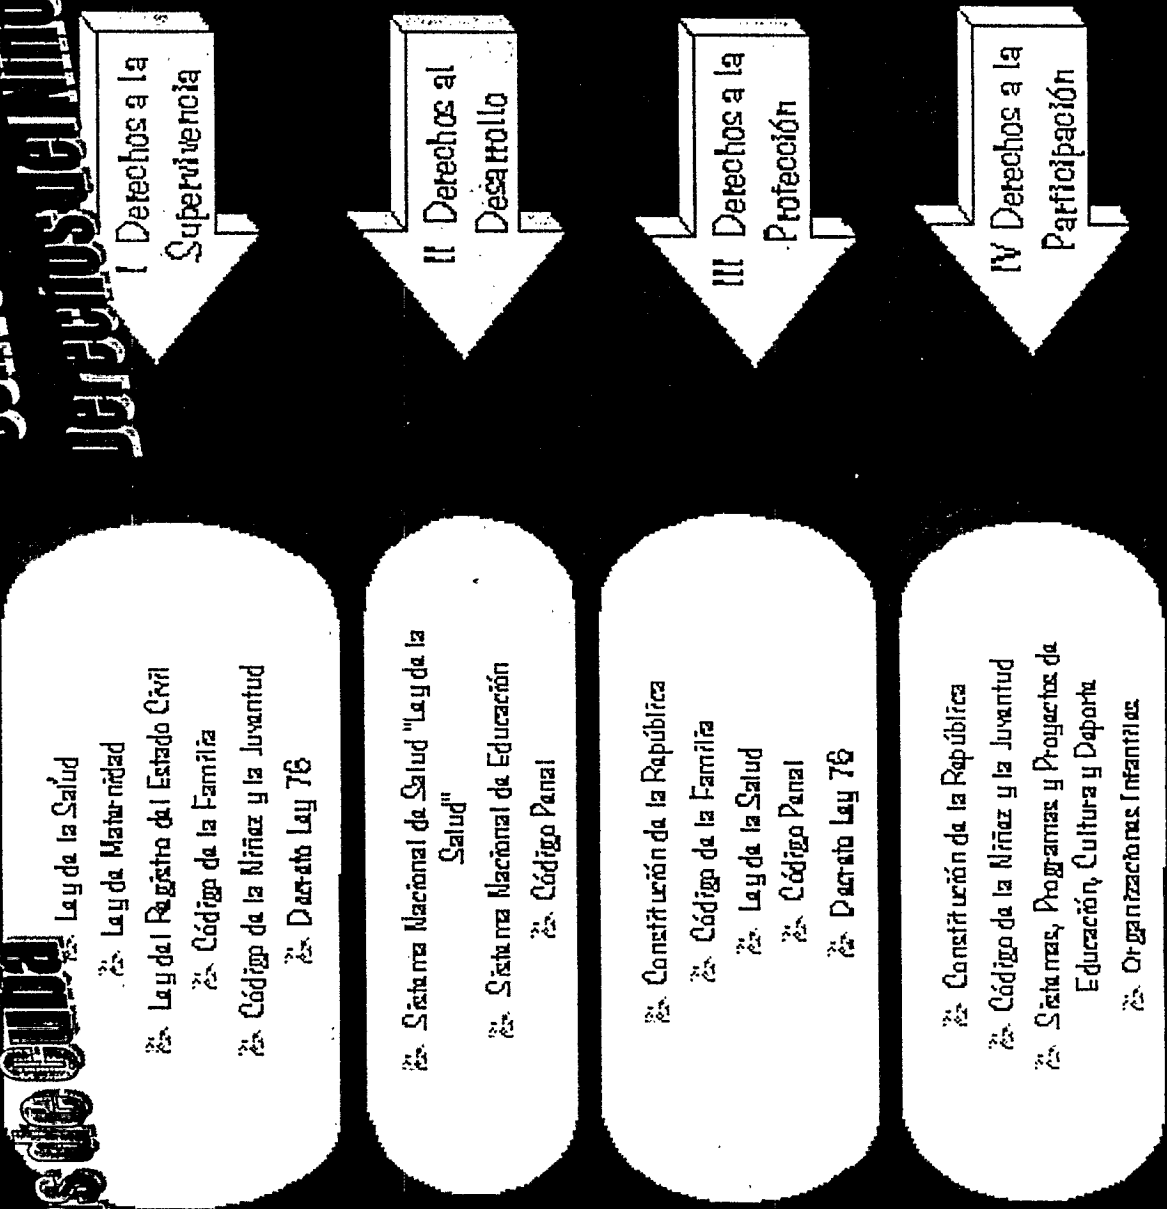 s de Cuba
Derechos del Niño
Ley de la Salud
Ley de Maternidad
Ley del Registro del Estado Civil
Código de la Familia
Código de la Niñez y la Juventud
Decreto Ley 76
I Derechos a la
Supervivencia
Sistema Nacional de Salud "Ley de la
Salud"
Sistema Nacional de Educación
Código Penal
II Derechos al
Desarrollo
Constitución de la República
Código de la Familia
Ley de la Salud
Código Penal
Decreto Ley 76
III Derechos a la
Protección
Constitución de la República
Código de la Niñez y la Juventud
Sistemas, Programas y Proyectos de
Educación, Cultura y Deporte
Organizaciones Infantiles
IV Derechos a la
Participación